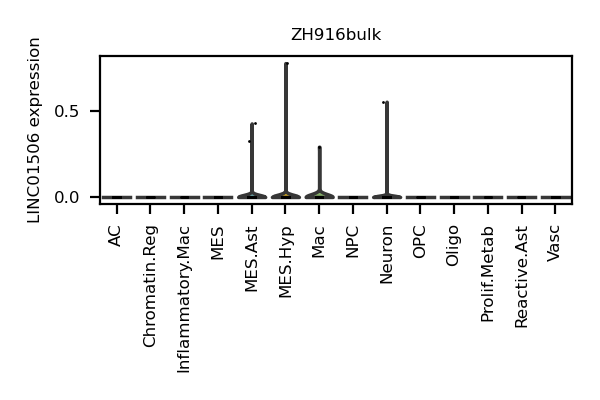 ZH916bulk
LINC01506 expression
0.5
0.0
AC
Chromatin.Reg
Inflammatory.Mac
MES
MES.Ast
MES.Hyp
Mac
NPC
Neuron
OPC
Oligo
Prolif.Metab
Reactive.Ast
Vasc